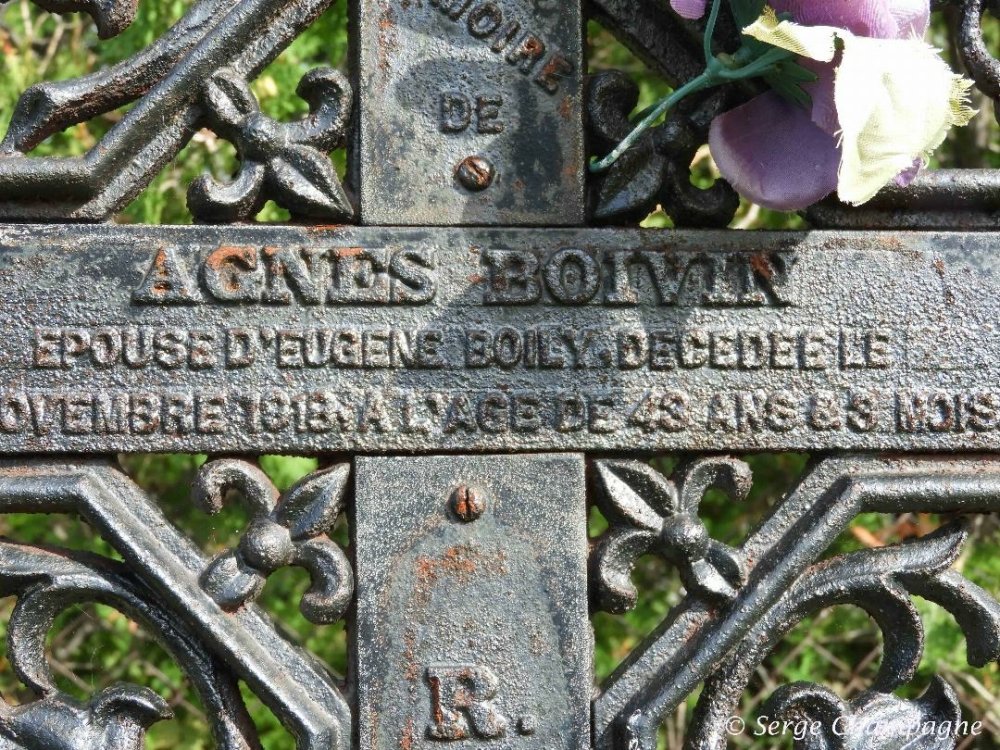 MOIRE
DE
AGNES BOIVIN
EPOUSE D'EUGENE BOILY. DECEDEE LE
OVEMBRE 1918, A L'AGE DE 43 ANS & 3 MOIS
R.
© Serge Champagne